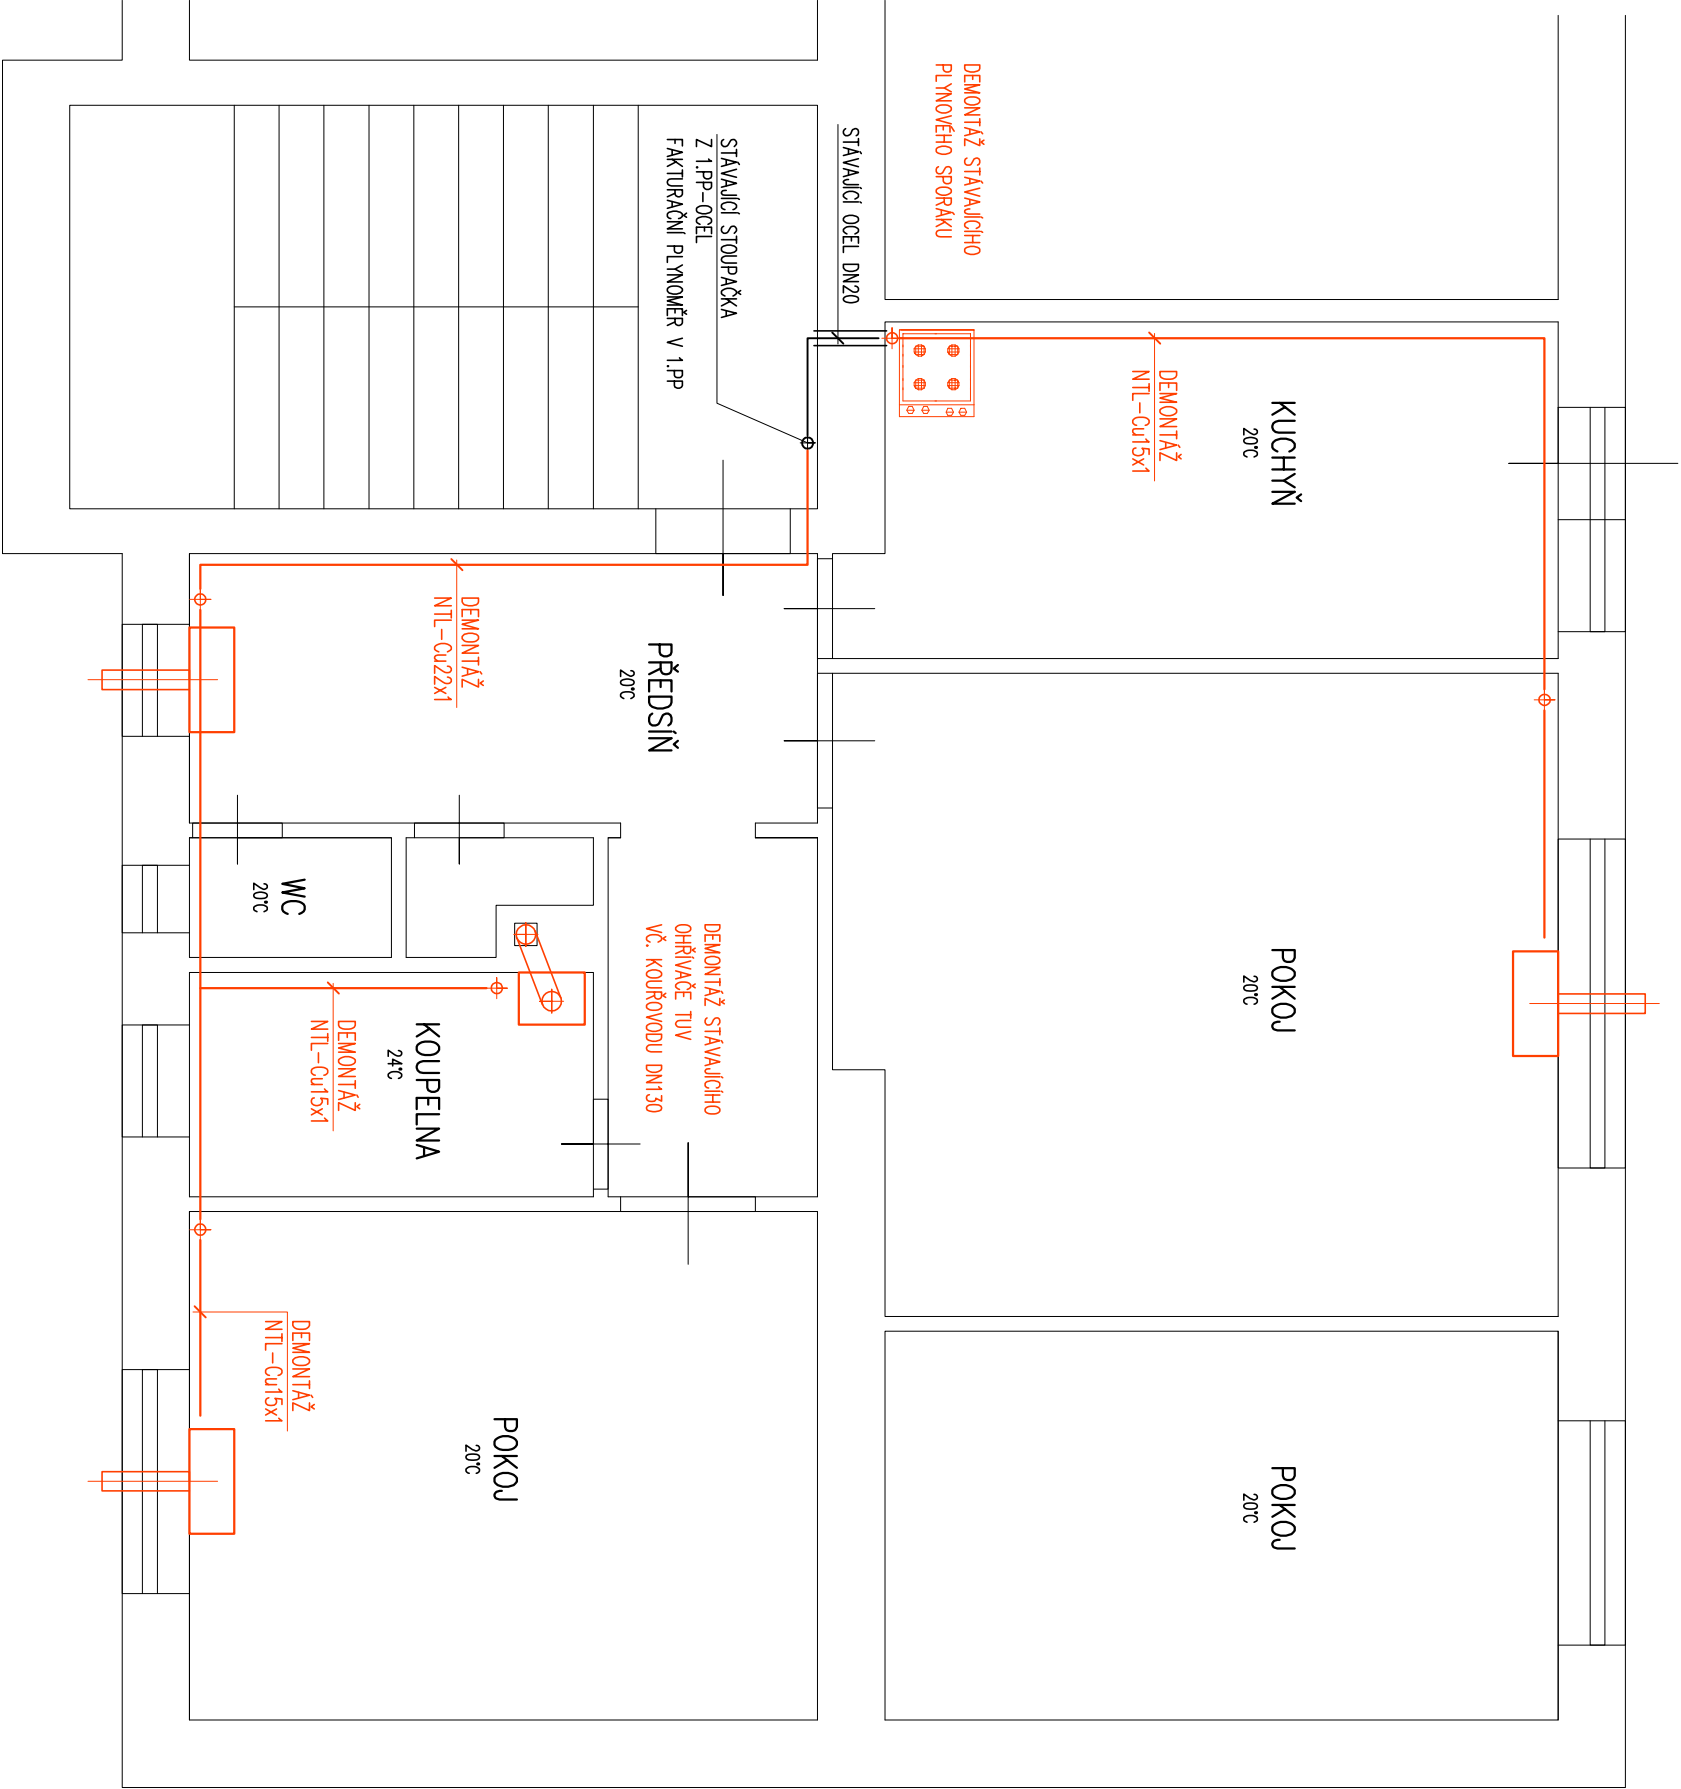 DEMONTÁŽ STÁVAJÍCÍHO
PLYNOVÉHO SPORÁKU
STÁVAJÍCÍ OCEL DN20
STÁVAJÍCÍ STOUPAČKA
Z 1.PP-OCEL
FAKTURAČNÍ PLYNOMĚR V 1.PP
KUCHYŇ
20°C
DEMONTÁŽ
NTL-Cu15x1
PŘEDSÍŇ
20°C
DEMONTÁŽ
NTL-Cu22x1
WC
20°C
DEMONTÁŽ STÁVAJÍCÍHO
OHŘÍVAČE TUV
VČ. KOUŘOVODU DN130
POKOJ
20°C
KOUPELNA
24°C
DEMONTÁŽ
NTL-Cu15x1
DEMONTÁŽ
NTL-Cu15x1
POKOJ
20°C
POKOJ
20°C